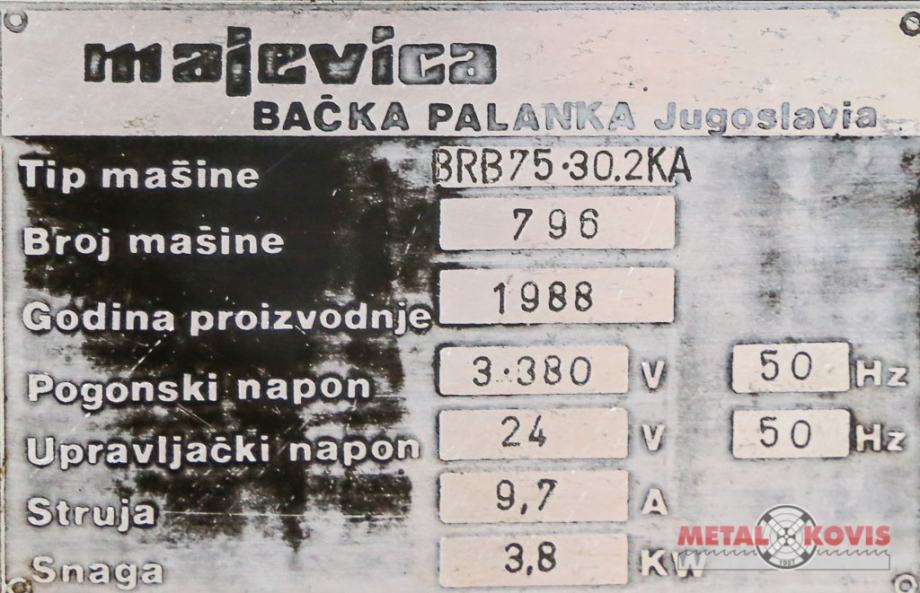 majevica
BAČKA PALANKA Jugoslavia
Tip mašine BRB75·30.2KA
Broj mašine 796
Godina proizvodnje 1988
Pogonski napon 3·380 V 50 Hz
Upravljački napon 24 V 50 Hz
Struja 9,7 A
Snaga 3,8 KW
METAL KOVIS
1987